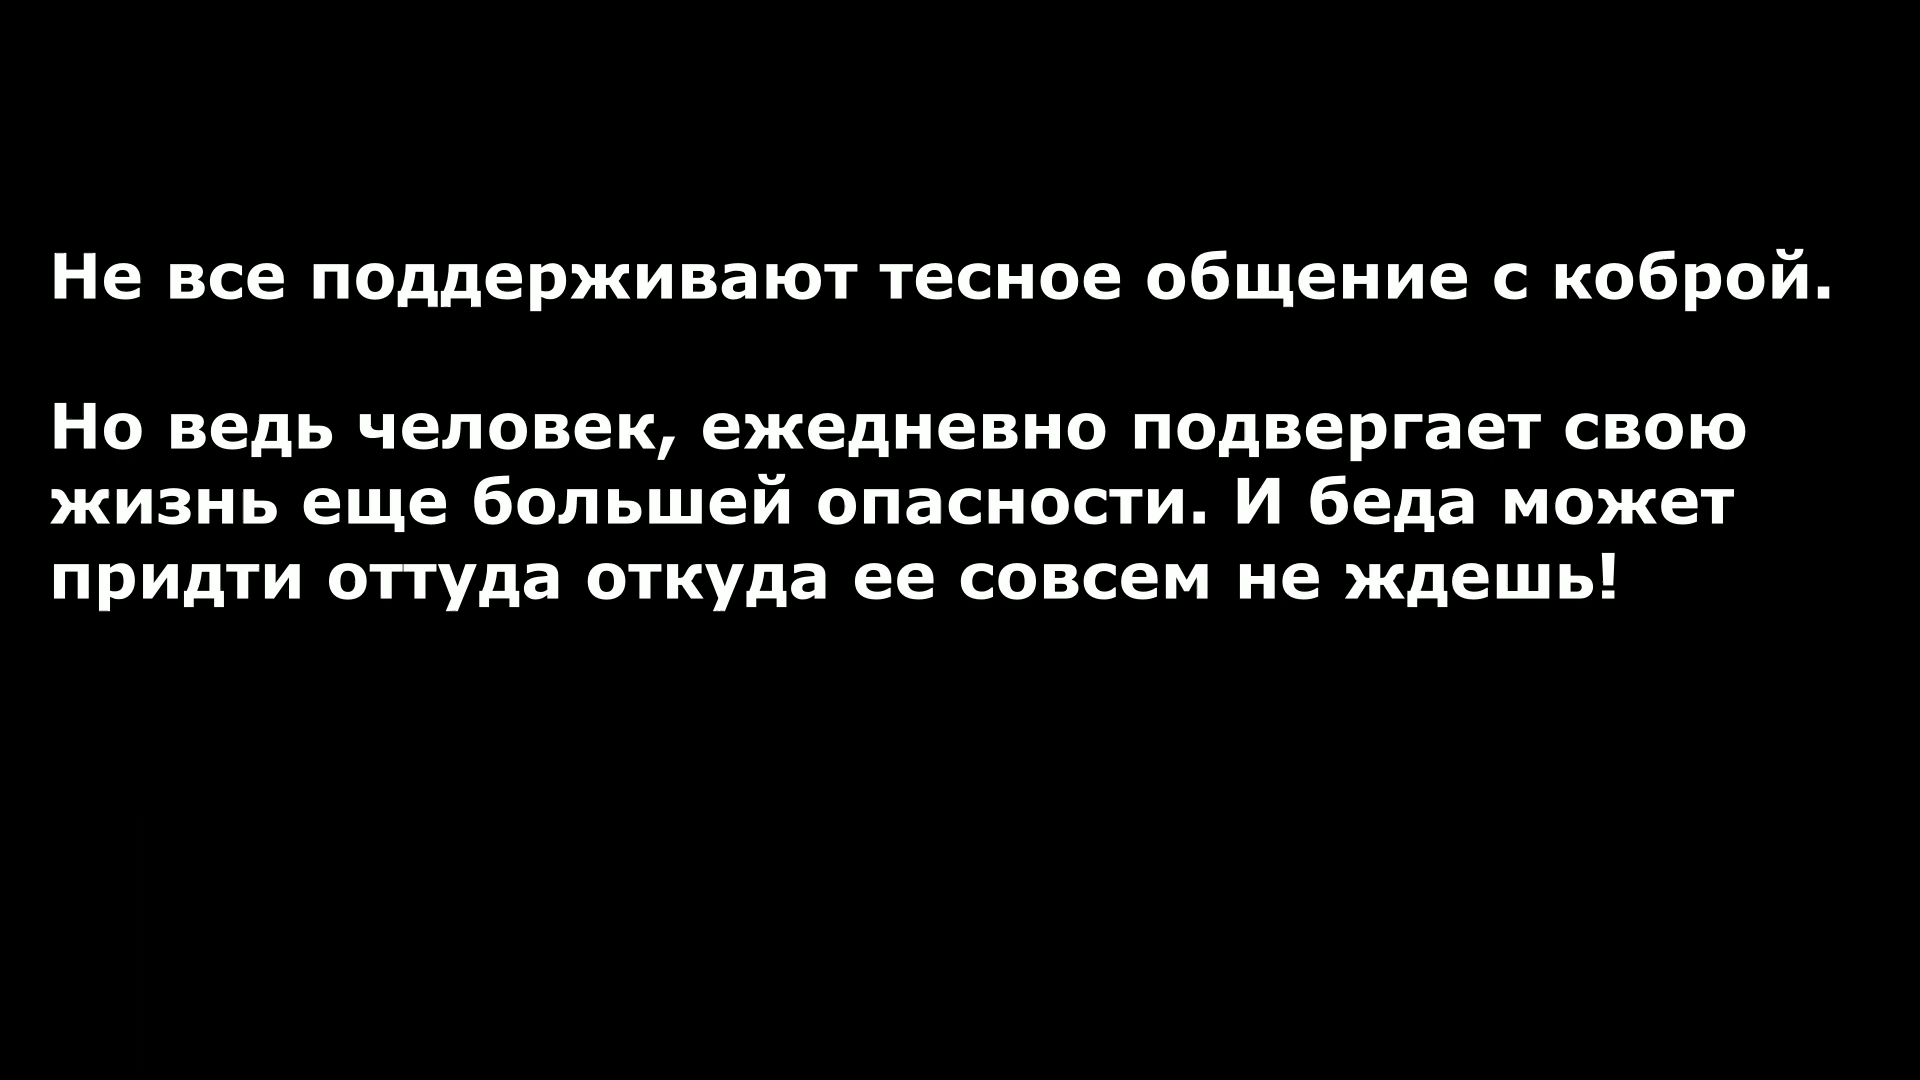 Не все поддерживают тесное общение с коброй.
Но ведь человек, ежедневно подвергает свою
жизнь еще большей опасности. И беда может
придти оттуда откуда ее совсем не ждешь!